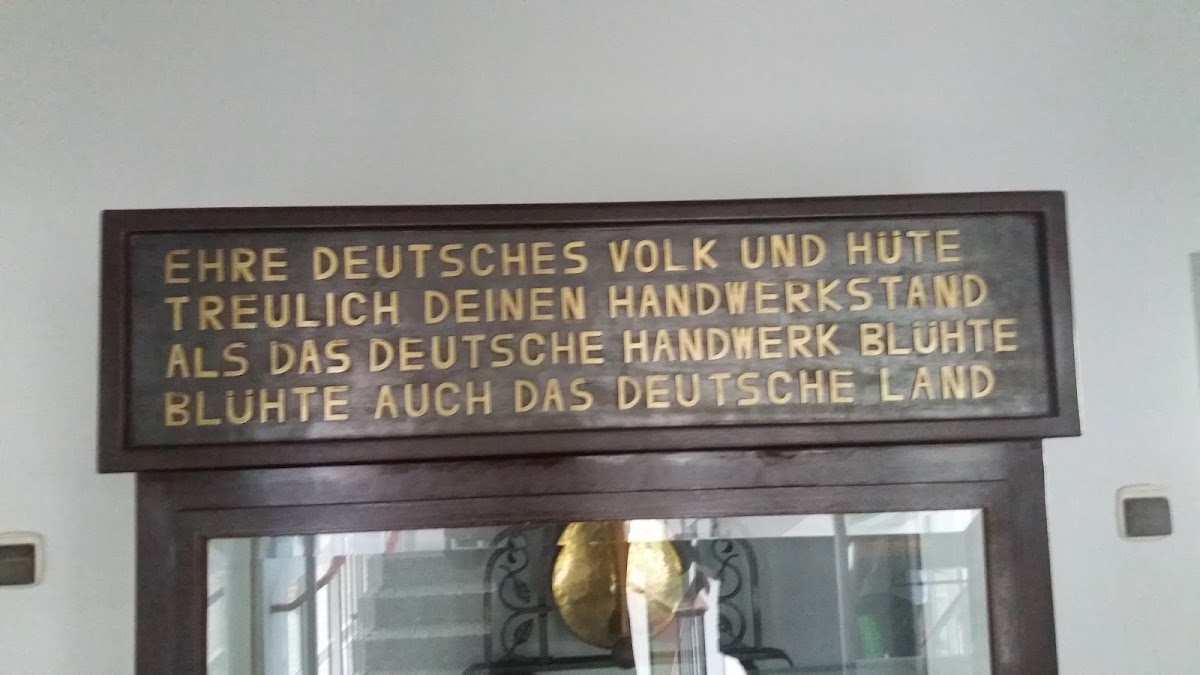 EHRE DEUTSCHES VOLK UND HÜTE
TREULICH DEINEN HANDWERKSTAND
ALS DAS DEUTSCHE HANDWERK BLÜHTE
BLÜHTE AUCH DAS DEUTSCHE LAND